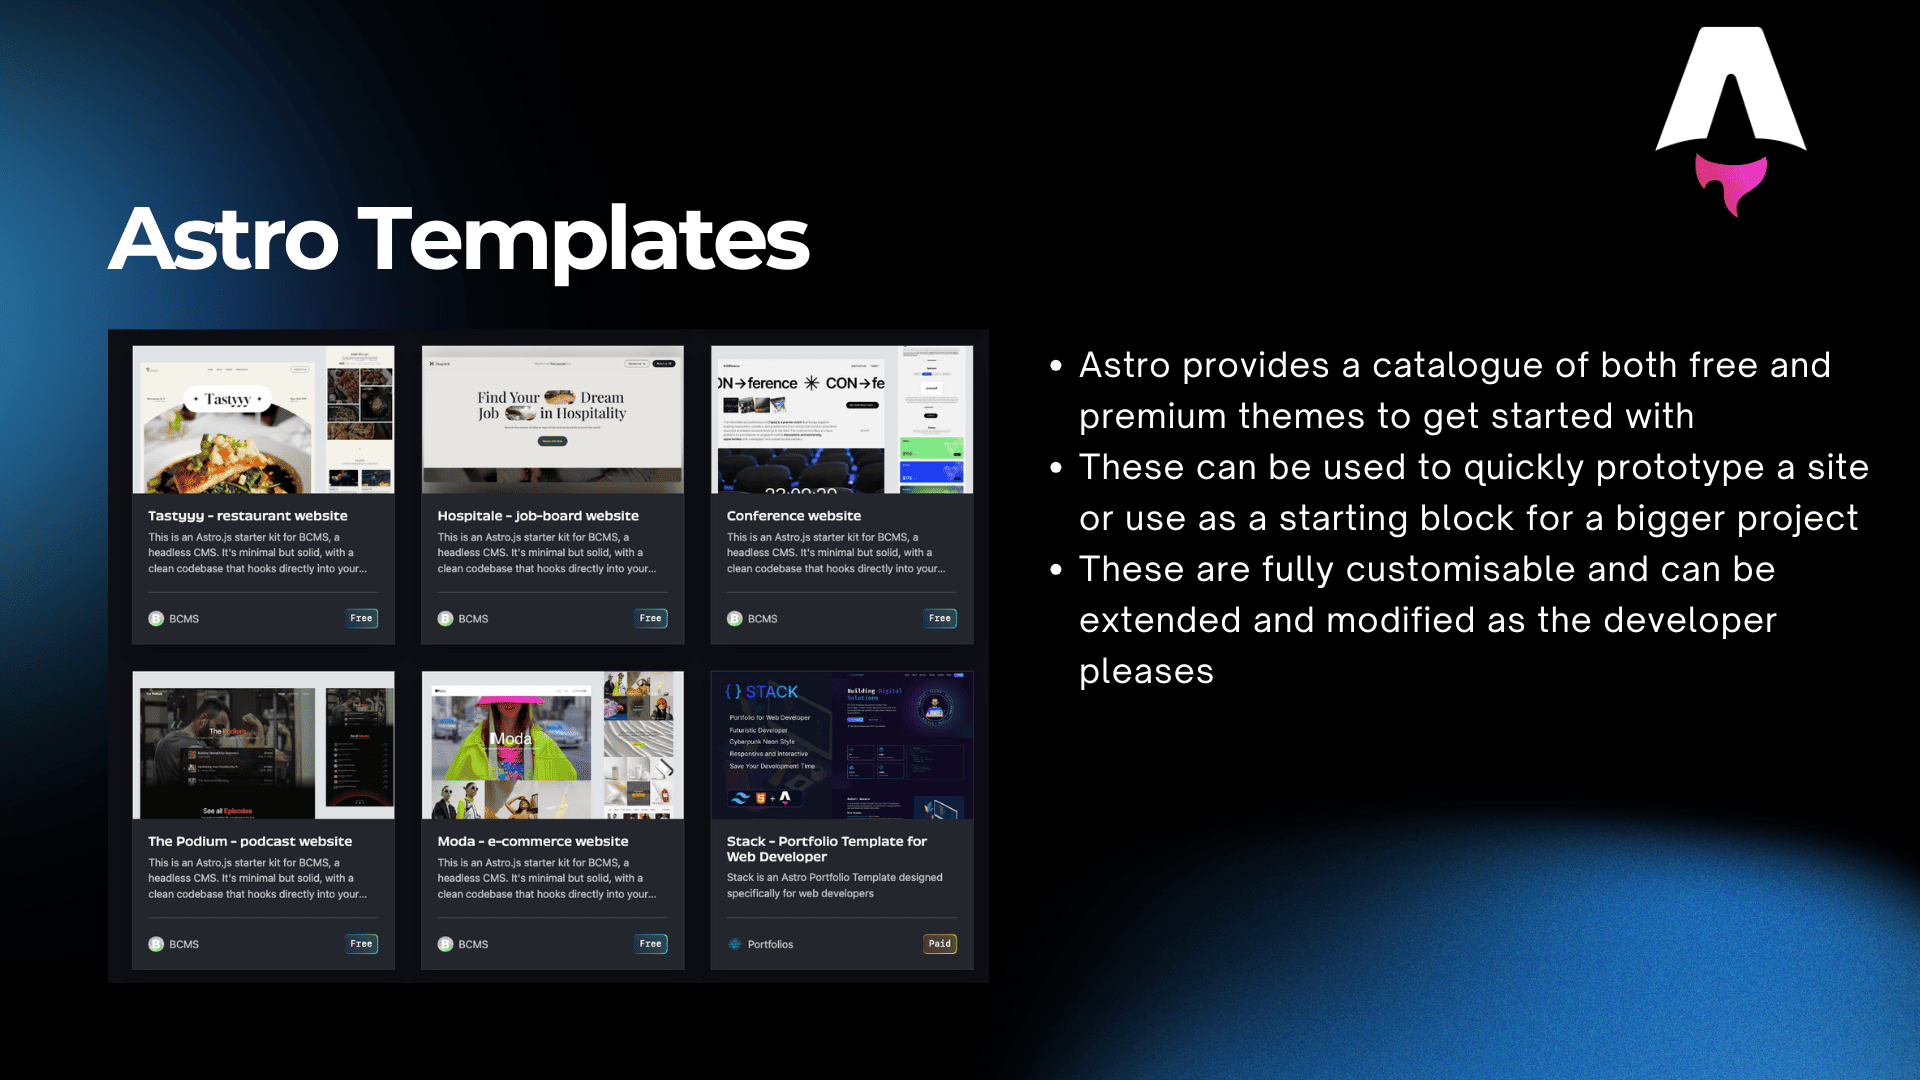 Astro Templates
Tastyyy
Tastyyy - restaurant website
This is an Astro.js starter kit for BCMS, a
headless CMS. It's minimal but solid, with a
clean codebase that hooks directly into your...
BCMS
Free
Find Your Dream
Job in Hospitality
Hospitale - job-board website
This is an Astro.js starter kit for BCMS, a
headless CMS. It's minimal but solid, with a
clean codebase that hooks directly into your...
BCMS
Free
ON→ference ✳ CON→fe
Conference website
This is an Astro.js starter kit for BCMS, a
headless CMS. It's minimal but solid, with a
clean codebase that hooks directly into your...
BCMS
Free
The Podium
See all Episodes
The Podium - podcast website
This is an Astro.js starter kit for BCMS, a
headless CMS. It's minimal but solid, with a
clean codebase that hooks directly into your...
BCMS
Free
Moda
Moda - e-commerce website
This is an Astro.js starter kit for BCMS, a
headless CMS. It's minimal but solid, with a
clean codebase that hooks directly into your...
BCMS
Free
{ } STACK
Portfolio for Web Developer
Futuristic Developer
Cyberpunk Neon Style
Responsive and Interactive
Save Your Development Time
Building Digital
Solutions
Stack - Portfolio Template for
Web Developer
Stack is an Astro Portfolio Template designed
specifically for web developers
Portfolios
Paid
• Astro provides a catalogue of both free and
premium themes to get started with
• These can be used to quickly prototype a site
or use as a starting block for a bigger project
• These are fully customisable and can be
extended and modified as the developer
pleases